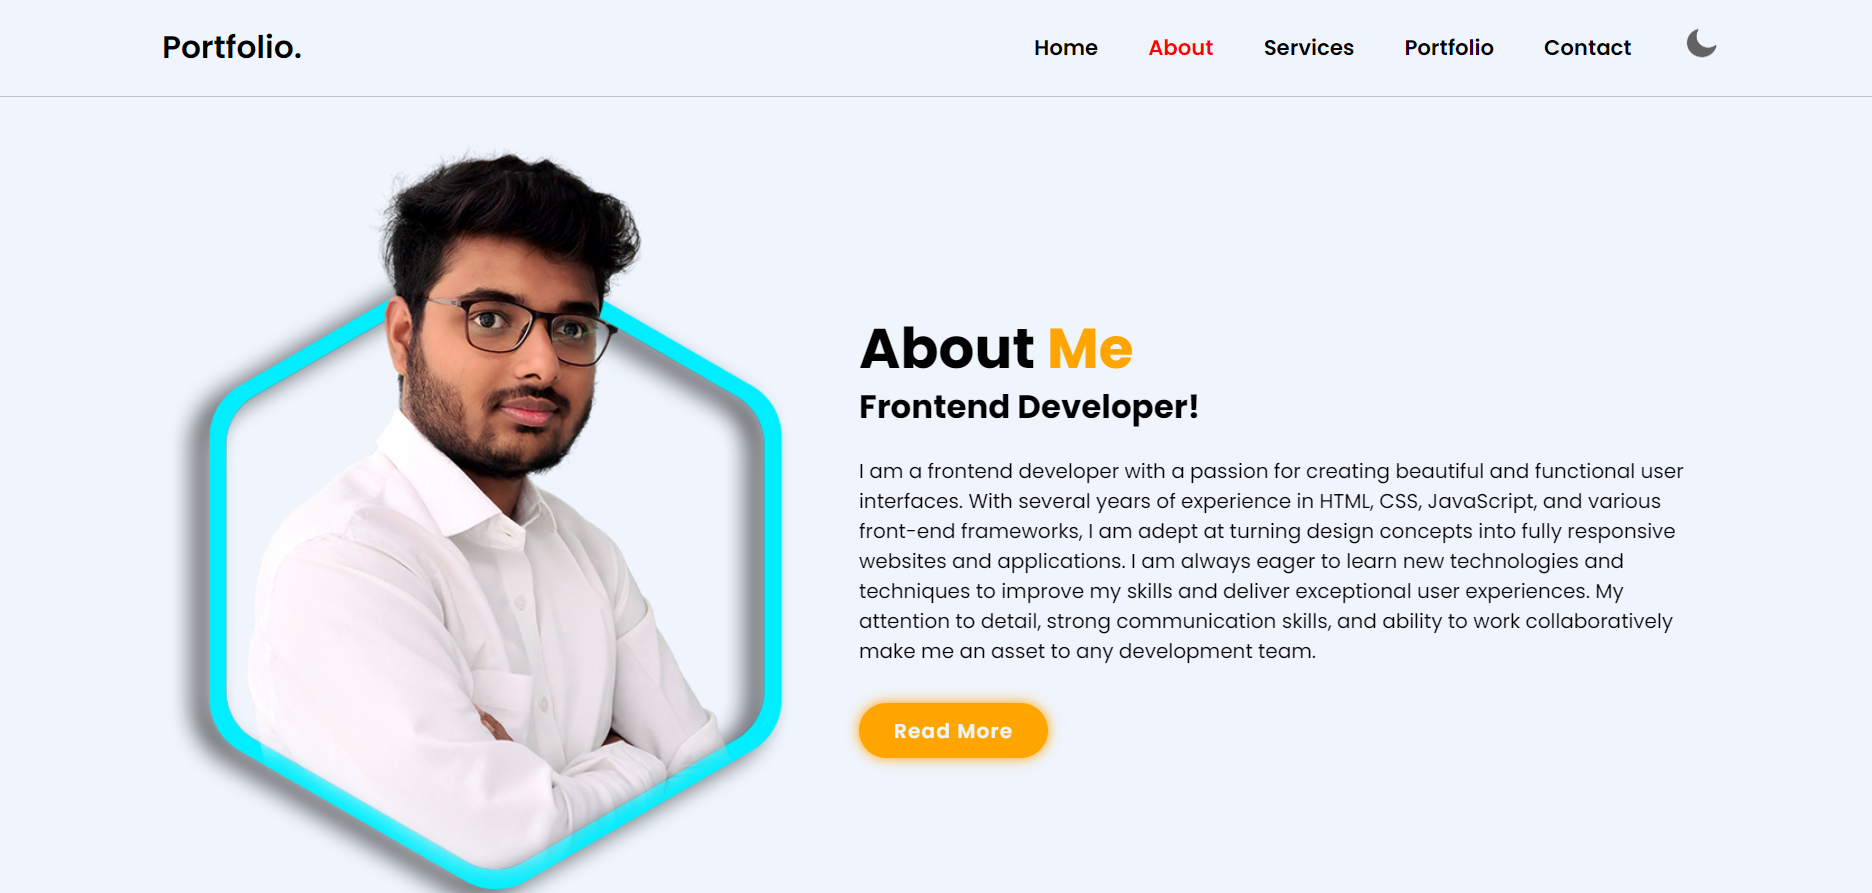 Portfolio.
Home About Services Portfolio Contact
About Me
Frontend Developer!
I am a frontend developer with a passion for creating beautiful and functional user
interfaces. With several years of experience in HTML, CSS, JavaScript, and various
front-end frameworks, I am adept at turning design concepts into fully responsive
websites and applications. I am always eager to learn new technologies and
techniques to improve my skills and deliver exceptional user experiences. My
attention to detail, strong communication skills, and ability to work collaboratively
make me an asset to any development team.
Read More